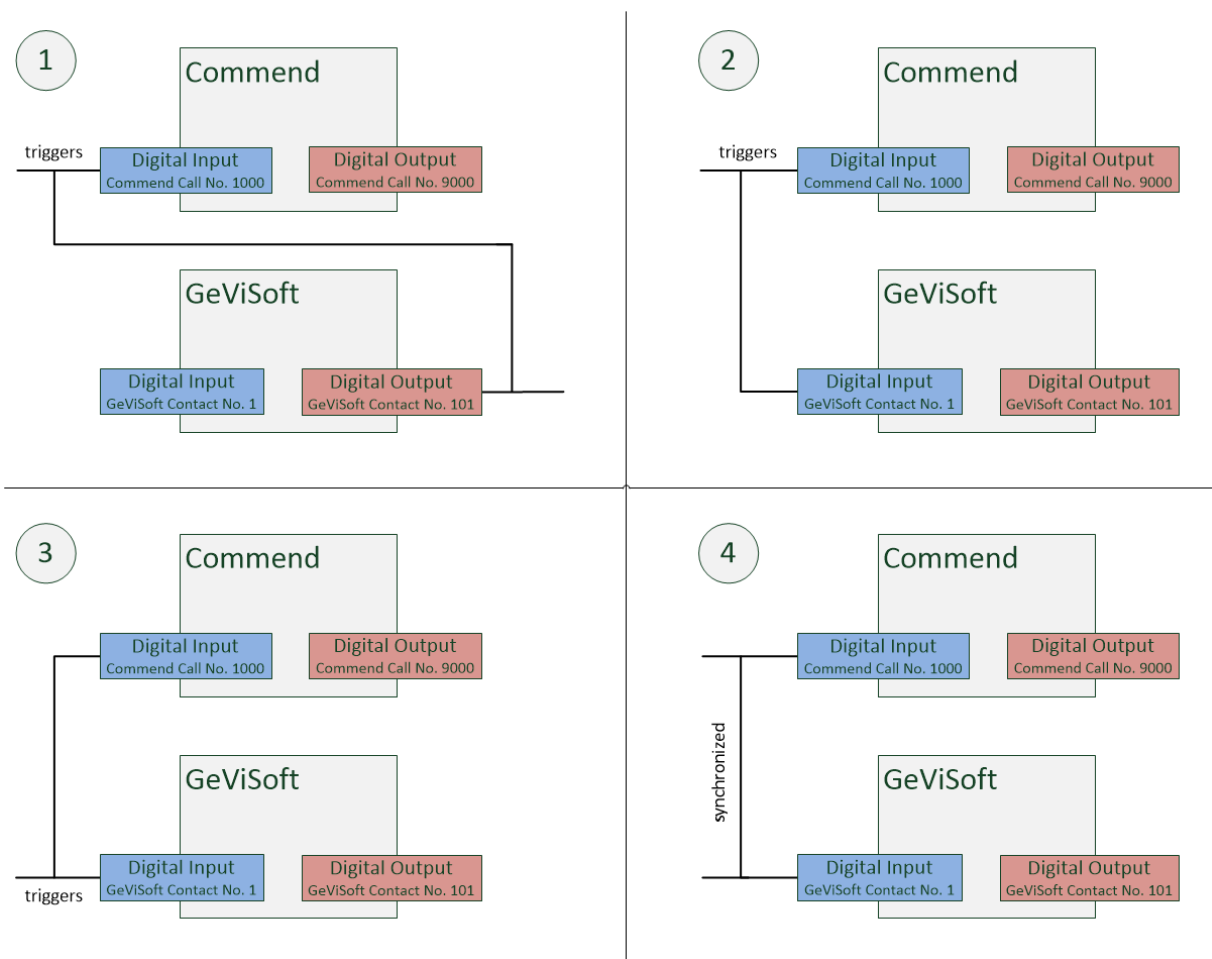 1
Commend
triggers
Digital Input
Commend Call No. 1000
Digital Output
Commend Call No. 9000
GeViSoft
Digital Input
GeViSoft Contact No. 1
Digital Output
GeViSoft Contact No. 101
2
Commend
triggers
Digital Input
Commend Call No. 1000
Digital Output
Commend Call No. 9000
GeViSoft
Digital Input
GeViSoft Contact No. 1
Digital Output
GeViSoft Contact No. 101
3
Commend
Digital Input
Commend Call No. 1000
Digital Output
Commend Call No. 9000
GeViSoft
Digital Input
GeViSoft Contact No. 1
triggers
Digital Output
GeViSoft Contact No. 101
4
Commend
Digital Input
Commend Call No. 1000
Digital Output
Commend Call No. 9000
synchronized
GeViSoft
Digital Input
GeViSoft Contact No. 1
Digital Output
GeViSoft Contact No. 101